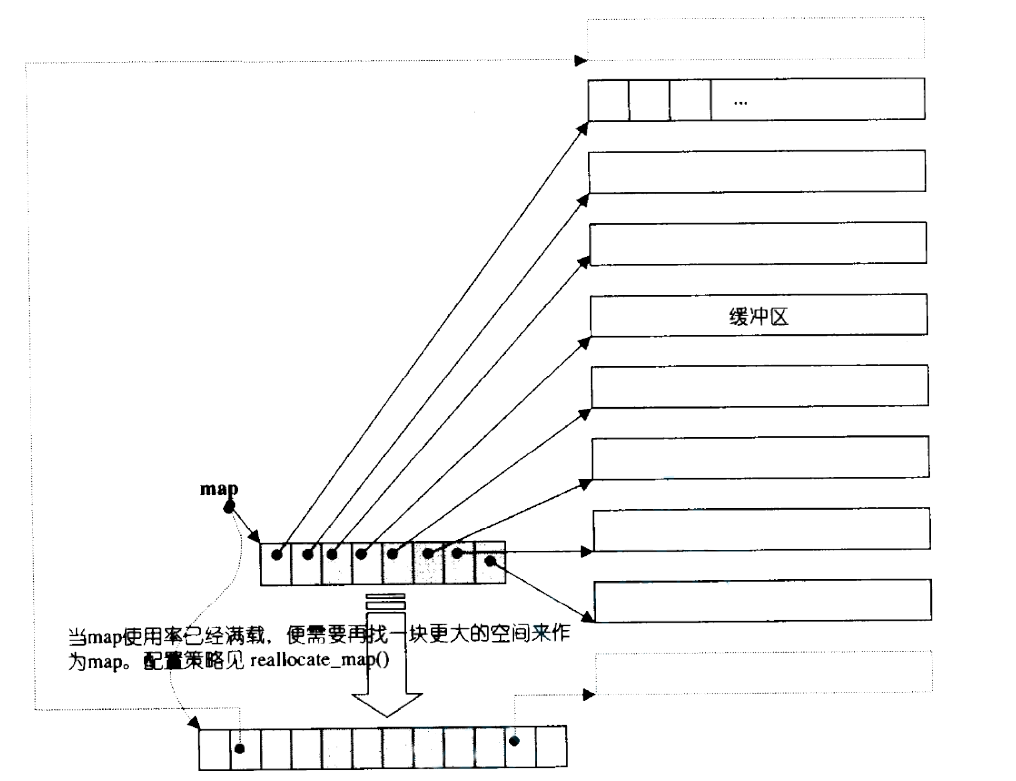 ...
缓冲区
map
当map使用率已经满载，便需要再找一块更大的空间来作
为map。配置策略见 reallocate_map()